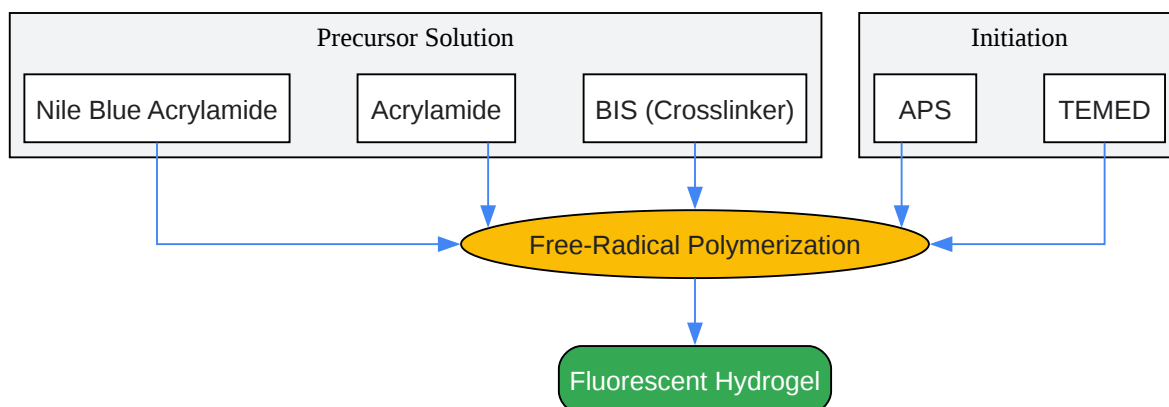 Precursor Solution
Initiation
Nile Blue Acrylamide
Acrylamide
BIS (Crosslinker)
APS
TEMED
Free-Radical Polymerization
Fluorescent Hydrogel